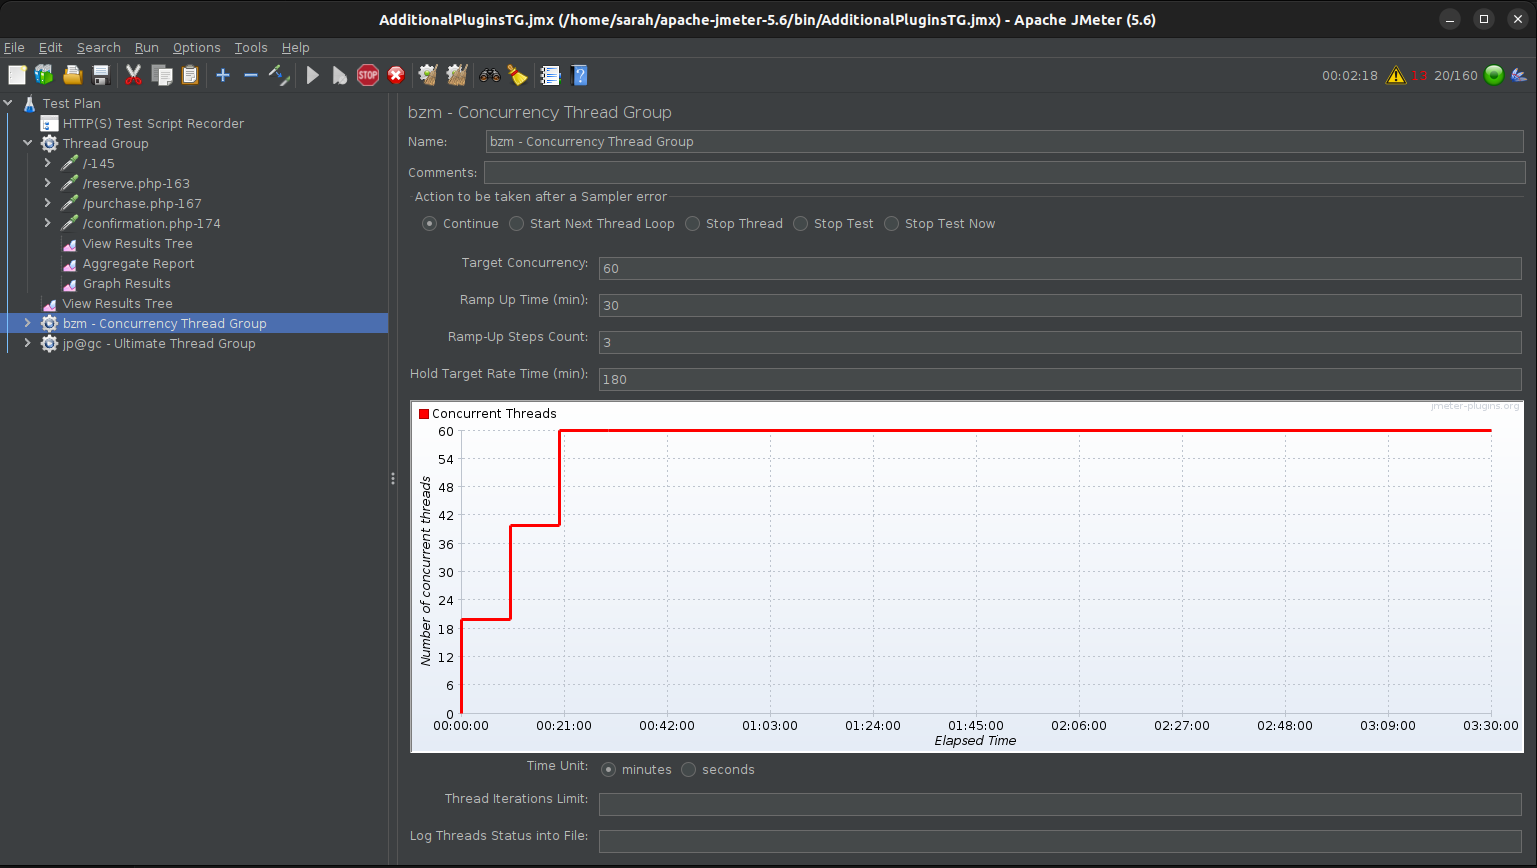 AdditionalPluginsTG.jmx (/home/sarah/apache-jmeter-5.6/bin/AdditionalPluginsTG.jmx) - Apache JMeter (5.6)
File Edit Search Run Options Tools Help
STOP ? 00:02:18 13 20/160
Test Plan
HTTP(S) Test Script Recorder
Thread Group
/-145
/reserve.php-163
/purchase.php-167
/confirmation.php-174
View Results Tree
Aggregate Report
Graph Results
View Results Tree
bzm - Concurrency Thread Group
jp@gc - Ultimate Thread Group
bzm - Concurrency Thread Group
Name: bzm - Concurrency Thread Group
Comments:
Action to be taken after a Sampler error
Continue Start Next Thread Loop Stop Thread Stop Test Stop Test Now
Target Concurrency: 60
Ramp Up Time (min): 30
Ramp-Up Steps Count: 3
Hold Target Rate Time (min): 180
jmeter-plugins.org
Concurrent Threads
Number of concurrent threads
60
54
48
42
36
30
24
18
12
6
0
00:00:00 00:21:00 00:42:00 01:03:00 01:24:00 01:45:00 02:06:00 02:27:00 02:48:00 03:09:00 03:30:00
Elapsed Time
Time Unit: minutes seconds
Thread Iterations Limit:
Log Threads Status into File: